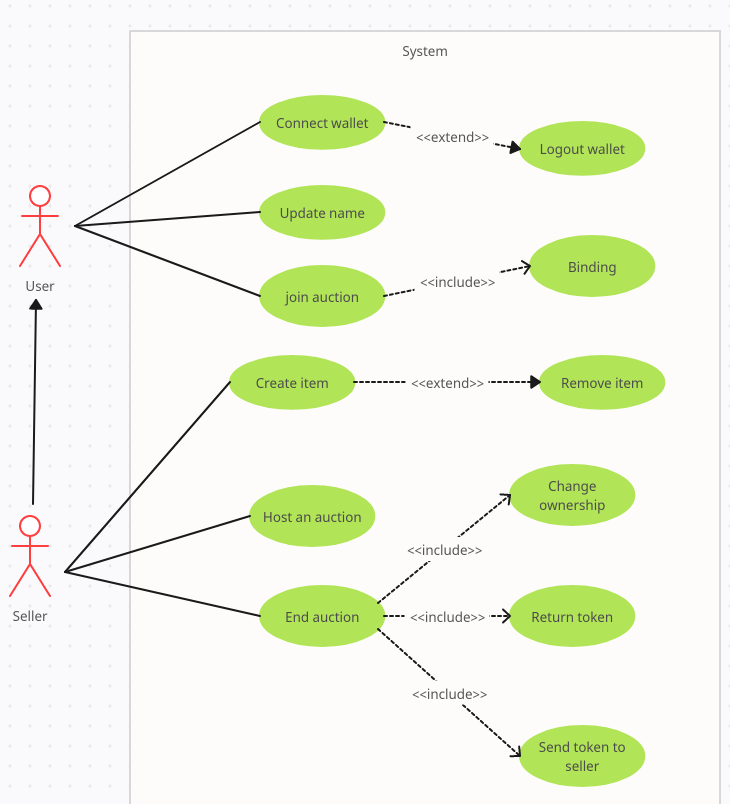 System
Connect wallet
<<extend>>
Logout wallet
Update name
User
join auction
<<include>>
Binding
Create item
<<extend>>
Remove item
Change
ownership
Host an auction
<<include>>
Seller
End auction
<<include>>
Return token
<<include>>
Send token to
seller